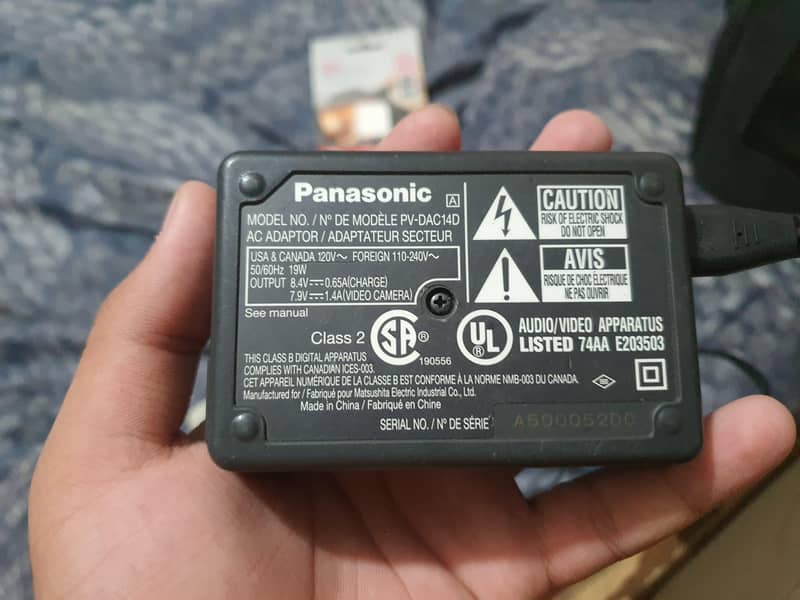 Panasonic A
MODEL NO. / Nº DE MODÈLE PV-DAC14D
AC ADAPTOR / ADAPTATEUR SECTEUR
USA & CANADA 120V～ FOREIGN 110-240V～
50/60Hz 19W
OUTPUT 8.4V⎓0.65A(CHARGE)
7.9V⎓1.4A(VIDEO CAMERA)
See manual
CAUTION
RISK OF ELECTRIC SHOCK
DO NOT OPEN
AVIS
RISQUE DE CHOC ÉLECTRIQUE
NE PAS OUVRIR
Class 2 SA ® 190556
UL ® AUDIO/VIDEO APPARATUS
LISTED 74AA E203503
THIS CLASS B DIGITAL APPARATUS
COMPLIES WITH CANADIAN ICES-003.
CET APPAREIL NUMÉRIQUE DE LA CLASSE B EST CONFORME À LA NORME NMB-003 DU CANADA.
Manufactured for / Fabriqué pour Matsushita Electric Industrial Co., Ltd.
Made in China / Fabriqué en Chine
SERIAL NO. / Nº DE SÉRIE A500052DC